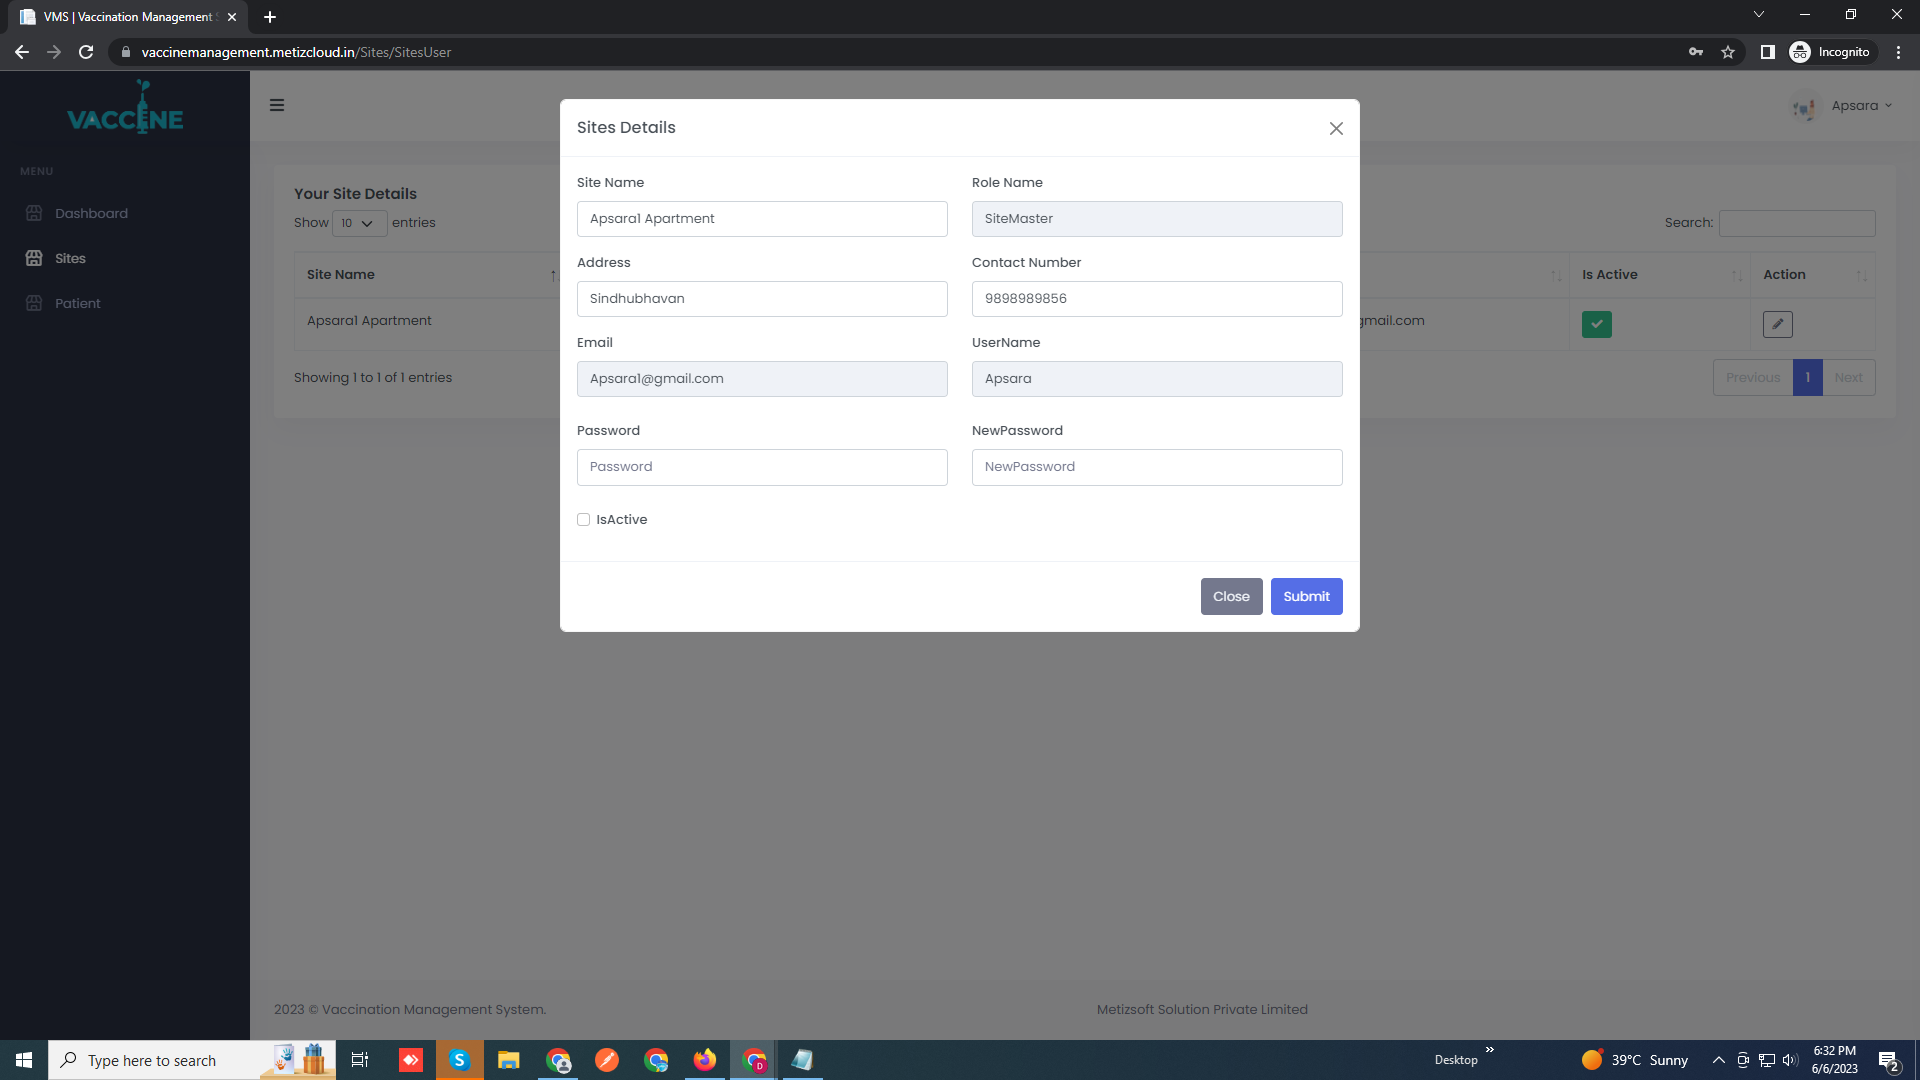 VMS | Vaccination Management
vaccinemanagement.metizcloud.in/Sites/SitesUser
Incognito
VACCINE
Apsara
MENU
Dashboard
Sites
Patient
Your Site Details
Show 10 entries
Search:
Site Name
Is Active
Action
Apsara1 Apartment
gmail.com
Showing 1 to 1 of 1 entries
Previous 1 Next
Sites Details
Site Name
Role Name
Apsara1 Apartment
SiteMaster
Address
Contact Number
Sindhubhavan
9898989856
Email
UserName
Apsara1@gmail.com
Apsara
Password
NewPassword
Password
NewPassword
IsActive
Close
Submit
2023 © Vaccination Management System.
Metizsoft Solution Private Limited
Type here to search
Desktop
39°C Sunny
6:32 PM
6/6/2023
2